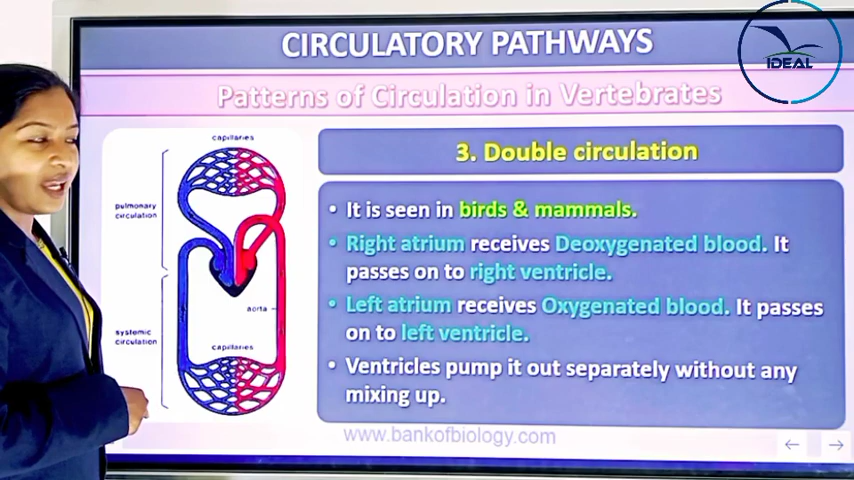 CIRCULATORY PATHWAYS
IDEAL
Patterns of Circulation in Vertebrates
capillaries
pulmonary
circulation
aorta
systemic
circulation
capillaries
3. Double circulation
• It is seen in birds & mammals.
• Right atrium receives Deoxygenated blood. It
passes on to right ventricle.
• Left atrium receives Oxygenated blood. It passes
on to left ventricle.
• Ventricles pump it out separately without any
mixing up.
www.bankofbiology.com